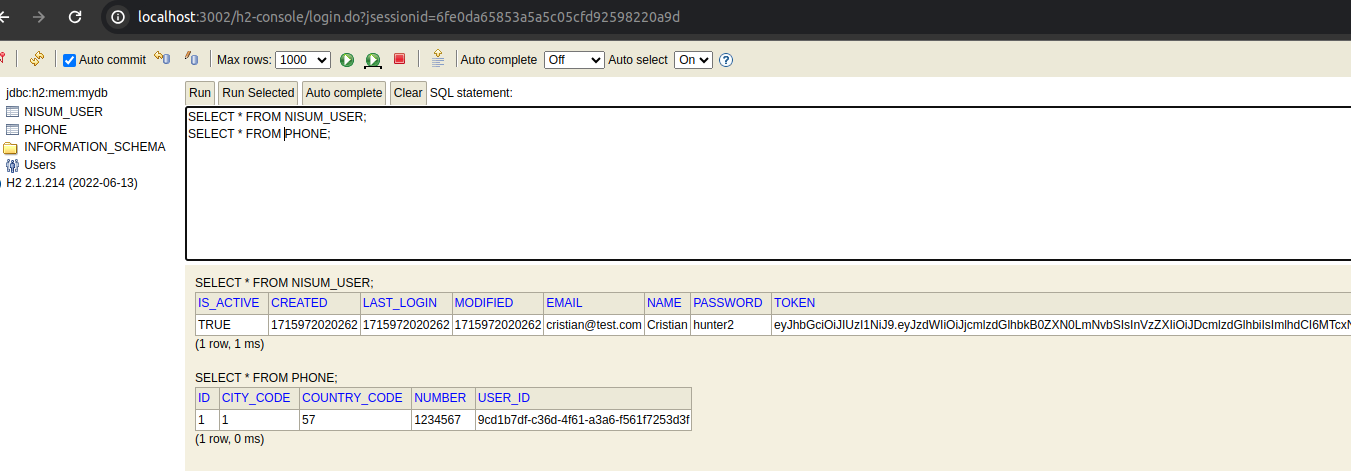 localhost:3002/h2-console/login.do?jsessionid=6fe0da65853a5a5c05cfd92598220a9d
Auto commit Max rows: 1000 Auto complete Off Auto select On ?
jdbc:h2:mem:mydb
NISUM_USER
PHONE
INFORMATION_SCHEMA
Users
H2 2.1.214 (2022-06-13)
Run Run Selected Auto complete Clear SQL statement:
SELECT * FROM NISUM_USER;
SELECT * FROM PHONE;
SELECT * FROM NISUM_USER;
IS_ACTIVE CREATED LAST_LOGIN MODIFIED EMAIL NAME PASSWORD TOKEN
TRUE 1715972020262 1715972020262 1715972020262 cristian@test.com Cristian hunter2
(1 row, 1 ms)
SELECT * FROM PHONE;
ID CITY_CODE COUNTRY_CODE NUMBER USER_ID
1 1 57 1234567 9cd1b7df-c36d-4f61-a3a6-f561f7253d3f
(1 row, 0 ms)